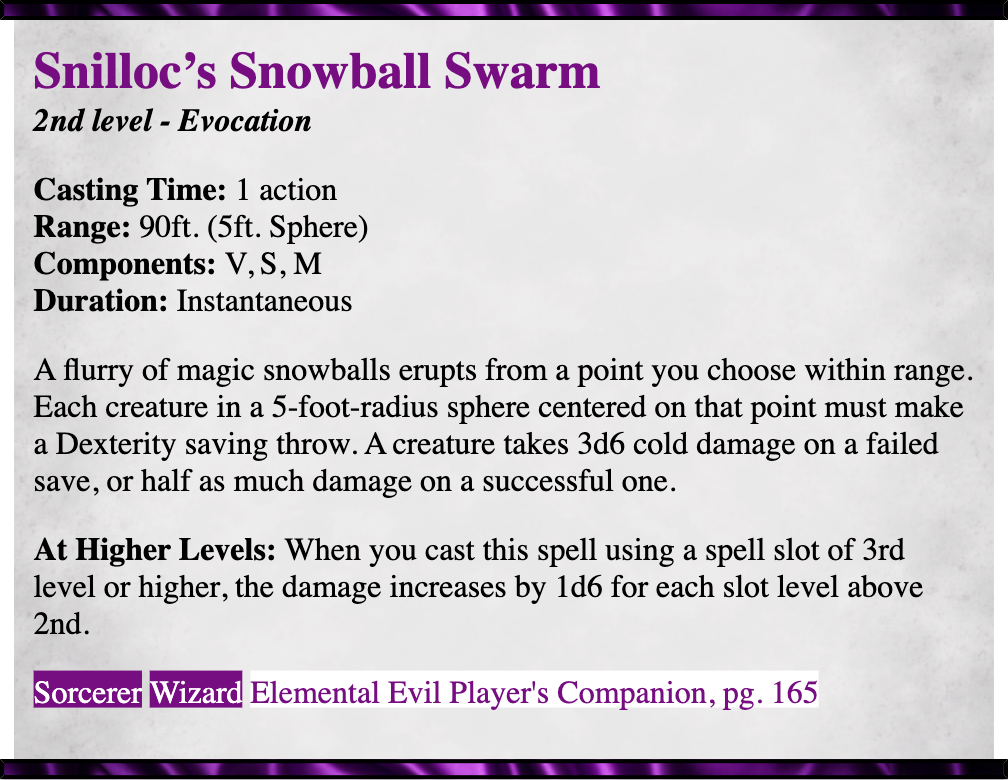 Snilloc’s Snowball Swarm
2nd level - Evocation
Casting Time: 1 action
Range: 90ft. (5ft. Sphere)
Components: V, S, M
Duration: Instantaneous
A flurry of magic snowballs erupts from a point you choose within range.
Each creature in a 5-foot-radius sphere centered on that point must make
a Dexterity saving throw. A creature takes 3d6 cold damage on a failed
save, or half as much damage on a successful one.
At Higher Levels: When you cast this spell using a spell slot of 3rd
level or higher, the damage increases by 1d6 for each slot level above
2nd.
Sorcerer Wizard Elemental Evil Player's Companion, pg. 165